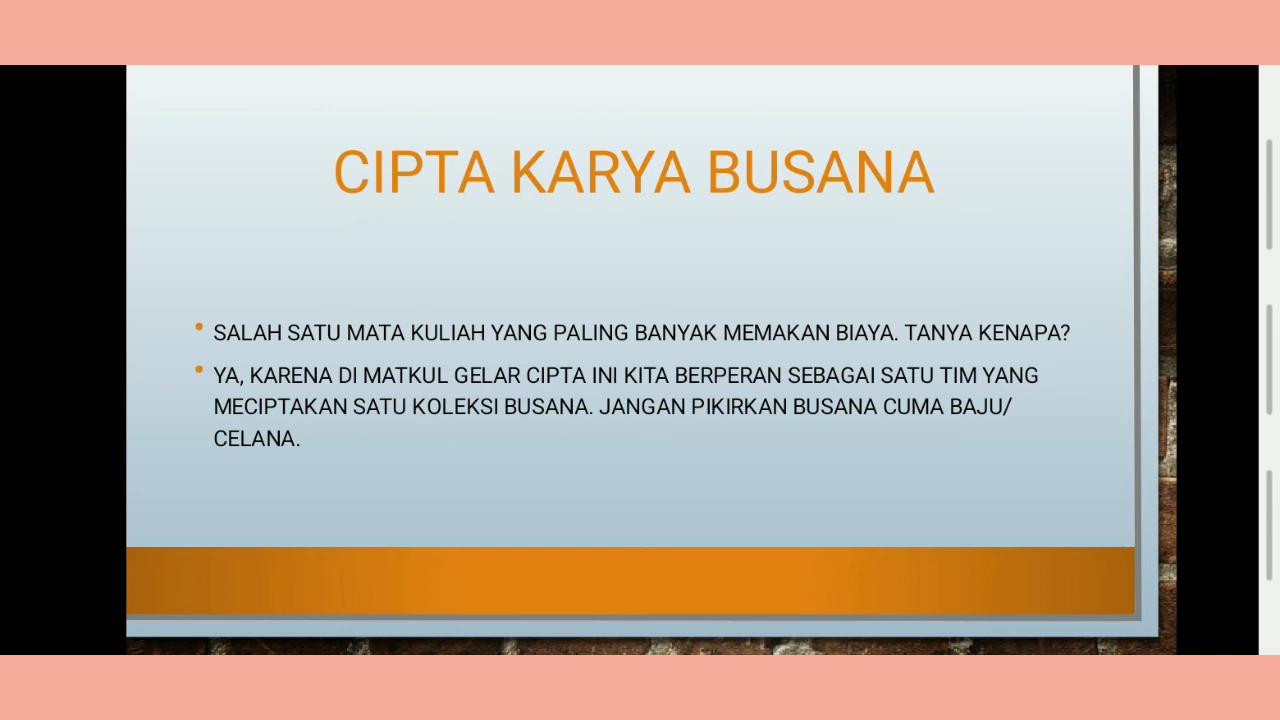 CIPTA KARYA BUSANA
• SALAH SATU MATA KULIAH YANG PALING BANYAK MEMAKAN BIAYA. TANYA KENAPA?
• YA, KARENA DI MATKUL GELAR CIPTA INI KITA BERPERAN SEBAGAI SATU TIM YANG
MECIPTAKAN SATU KOLEKSI BUSANA. JANGAN PIKIRKAN BUSANA CUMA BAJU/
CELANA.